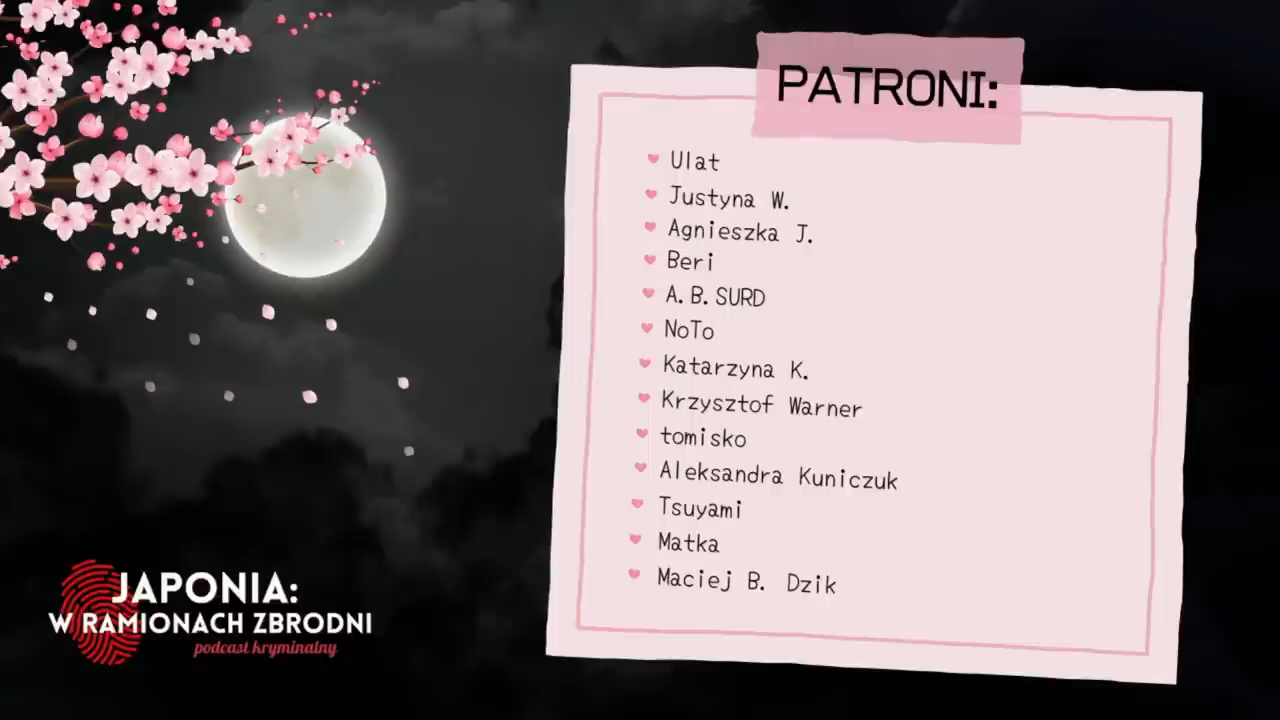 PATRONI:
Ulat
Justyna W.
Agnieszka J.
Beri
A.B.SURD
NoTo
Katarzyna K.
Krzysztof Warner
tomisko
Aleksandra Kuniczuk
Tsuyami
Matka
Maciej B. Dzik
JAPONIA:
W RAMIONACH ZBRODNI
podcast kryminalny